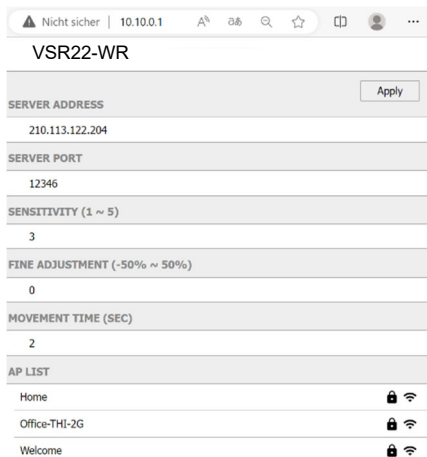 Nicht sicher | 10.10.0.1
VSR22-WR
Apply
SERVER ADDRESS
210.113.122.204
SERVER PORT
12346
SENSITIVITY (1 ~ 5)
3
FINE ADJUSTMENT (-50% ~ 50%)
0
MOVEMENT TIME (SEC)
2
AP LIST
Home
Office-THI-2G
Welcome